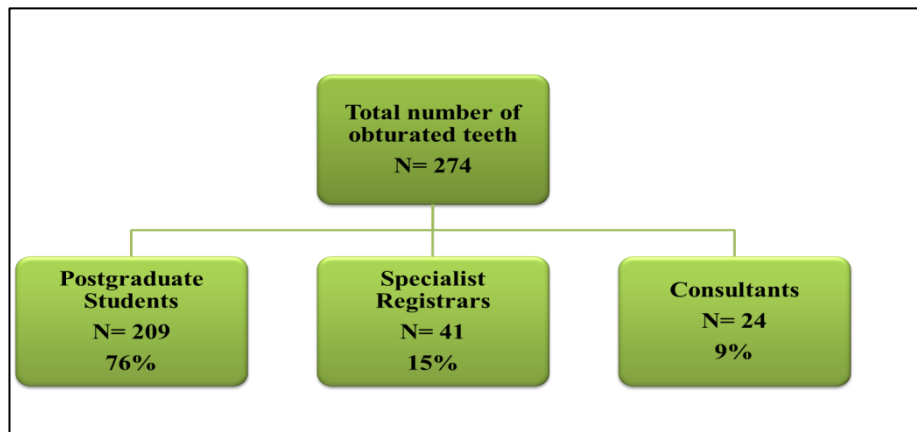 Total number of
obturated teeth
N= 274
Postgraduate
Students
N= 209
76%
Specialist
Registrars
N= 41
15%
Consultants
N= 24
9%